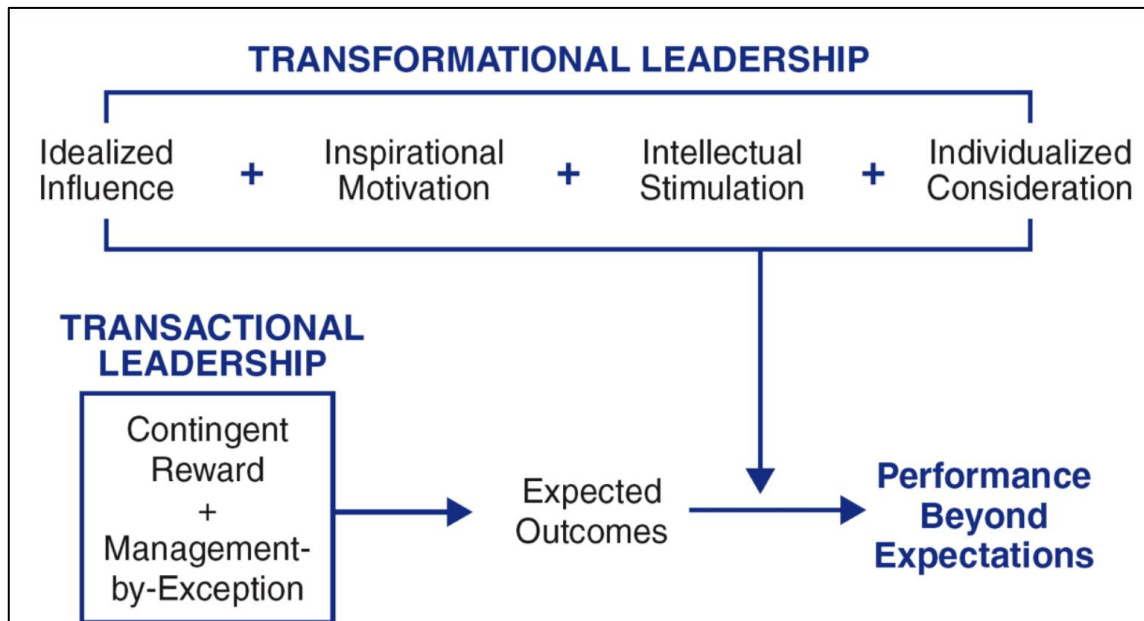 TRANSFORMATIONAL LEADERSHIP
Idealized
Influence
+
Inspirational
Motivation
+
Intellectual
Stimulation
+
Individualized
Consideration
TRANSACTIONAL
LEADERSHIP
Contingent
Reward
+
Management-
by-Exception
Expected
Outcomes
Performance
Beyond
Expectations